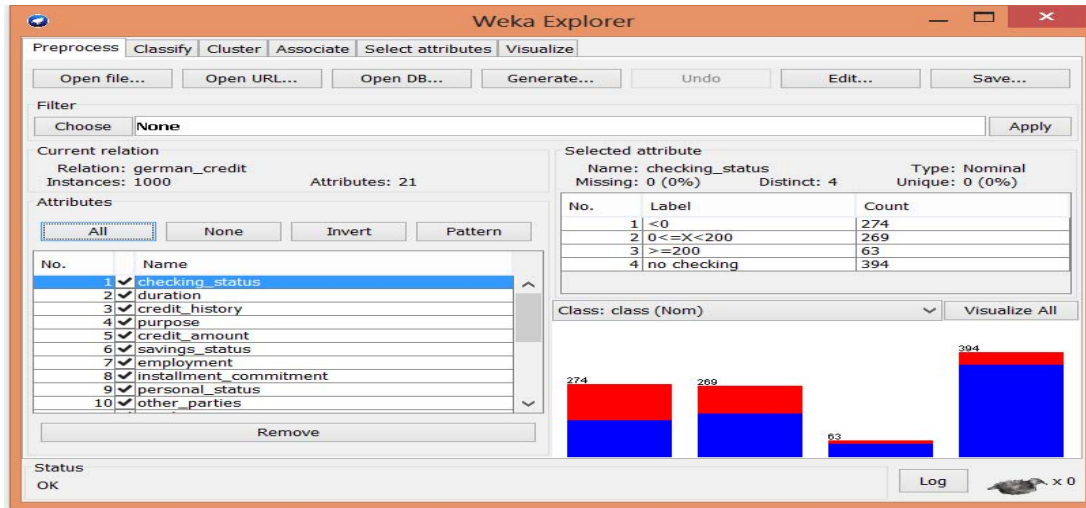 Weka Explorer
Preprocess Classify Cluster Associate Select attributes Visualize
Open file... Open URL... Open DB... Generate... Undo Edit... Save...
Filter
Choose None Apply
Current relation
Relation: german_credit
Instances: 1000 Attributes: 21
Attributes
All None Invert Pattern
No. Name
1 checking_status
2 duration
3 credit_history
4 purpose
5 credit_amount
6 savings_status
7 employment
8 installment_commitment
9 personal_status
10 other_parties
Remove
Selected attribute
Name: checking_status Type: Nominal
Missing: 0 (0%) Distinct: 4 Unique: 0 (0%)
No. Label Count
1 <0 274
2 0<=X<200 269
3 >=200 63
4 no checking 394
Class: class (Nom) Visualize All
274 269 63 394
Status
OK
Log x 0